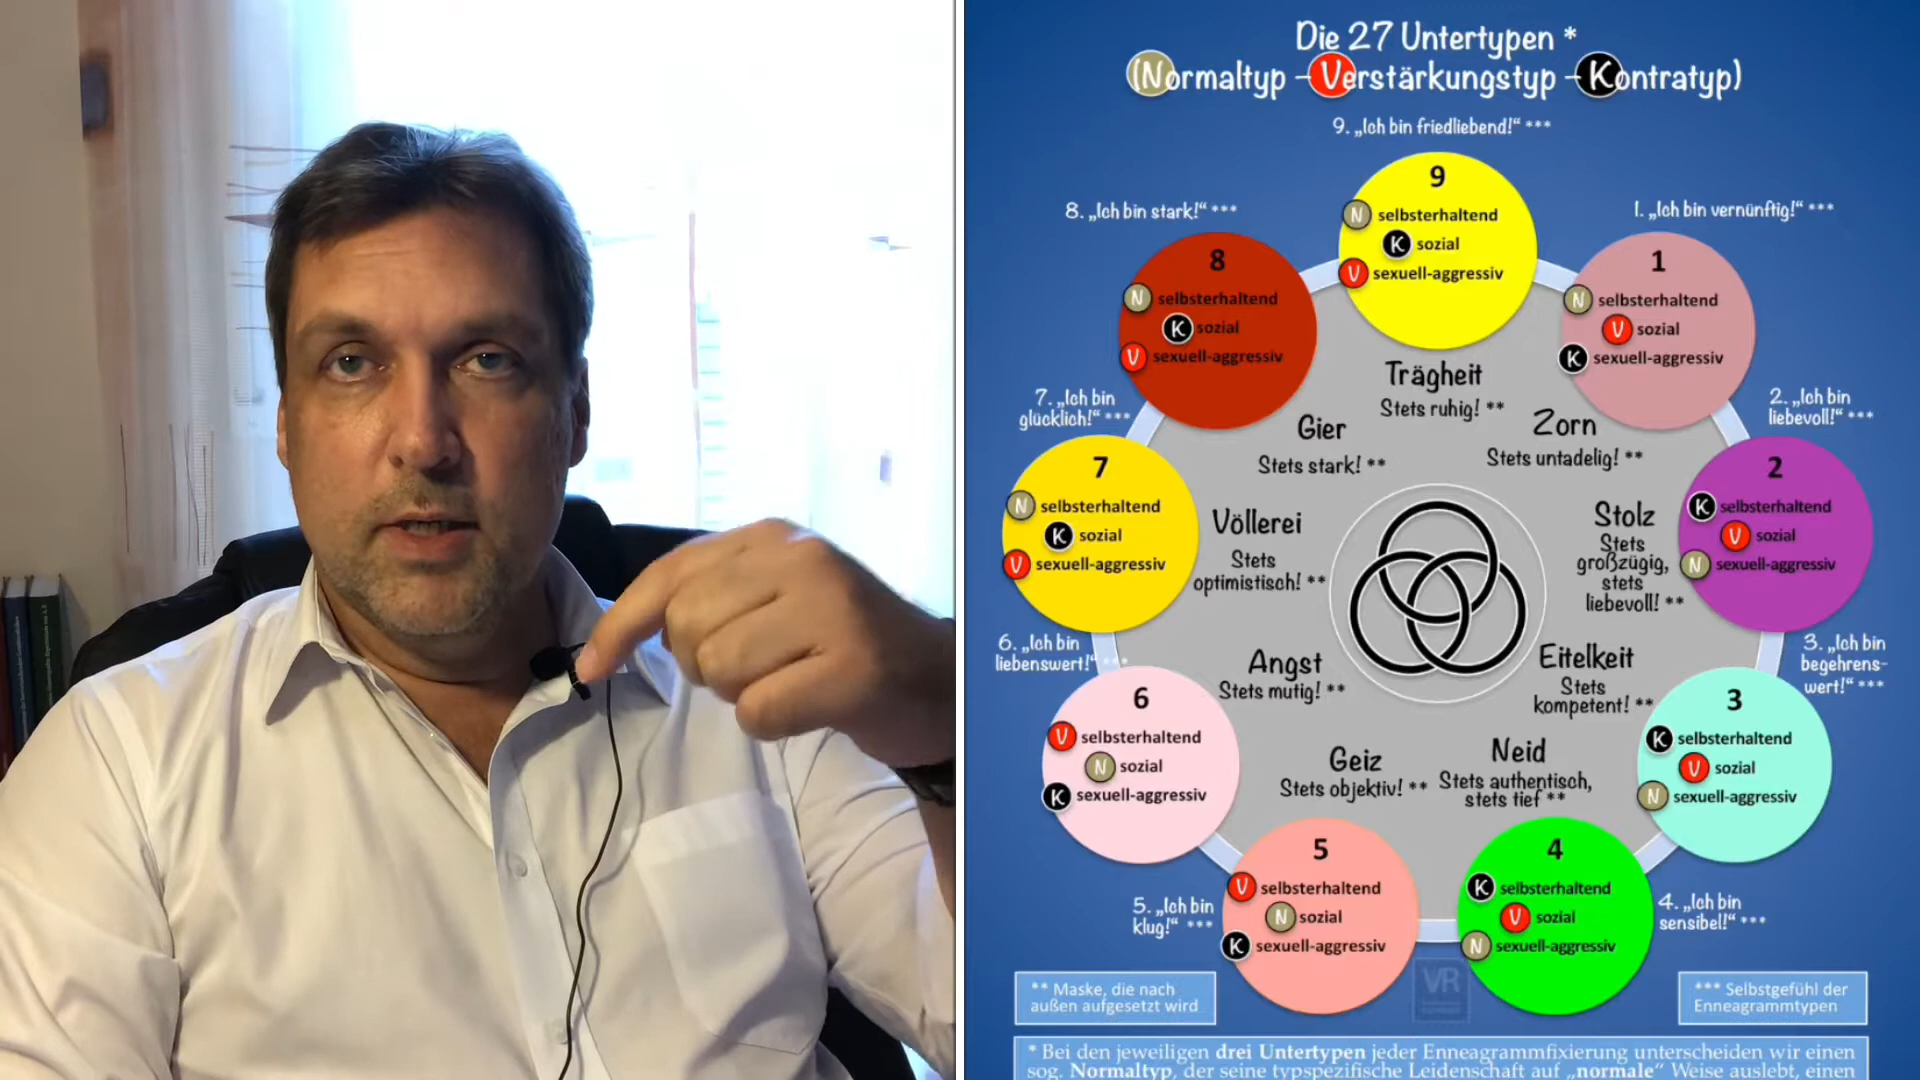 Die 27 Untertypen *
(Normaltyp – Verstärkungstyp – Kontratyp)
9. „Ich bin friedliebend!“ ***
9
N selbsterhaltend
K sozial
V sexuell-aggressiv
8. „Ich bin stark!“ ***
8
N selbsterhaltend
K sozial
V sexuell-aggressiv
1. „Ich bin vernünftig!“ ***
1
N selbsterhaltend
V sozial
K sexuell-aggressiv
Trägheit
Stets ruhig! **
Gier
Stets stark! **
Zorn
Stets untadelig! **
7. „Ich bin
glücklich!“ ***
7
N selbsterhaltend
K sozial
V sexuell-aggressiv
2. „Ich bin
liebevoll!“ ***
2
K selbsterhaltend
V sozial
N sexuell-aggressiv
Völlerei
Stets
optimistisch! **
Stolz
Stets
großzügig,
stets
liebevoll! **
6. „Ich bin
liebenswert!“ ***
6
V selbsterhaltend
N sozial
K sexuell-aggressiv
Angst
Stets mutig! **
Eitelkeit
Stets
kompetent! **
3. „Ich bin
begehrens-
wert!“ ***
3
K selbsterhaltend
V sozial
N sexuell-aggressiv
Geiz
Stets objektiv! **
Neid
Stets authentisch,
stets tief **
5. „Ich bin
klug!“ ***
5
V selbsterhaltend
N sozial
K sexuell-aggressiv
4
K selbsterhaltend
V sozial
N sexuell-aggressiv
4. „Ich bin
sensibel!“ ***
VR
** Maske, die nach
außen aufgesetzt wird
*** Selbstgefühl der
Enneagrammtypen
* Bei den jeweiligen drei Untertypen jeder Enneagrammfixierung unterscheiden wir einen
sog. Normaltyp, der seine typspezifische Leidenschaft auf „normale“ Weise auslebt, einen